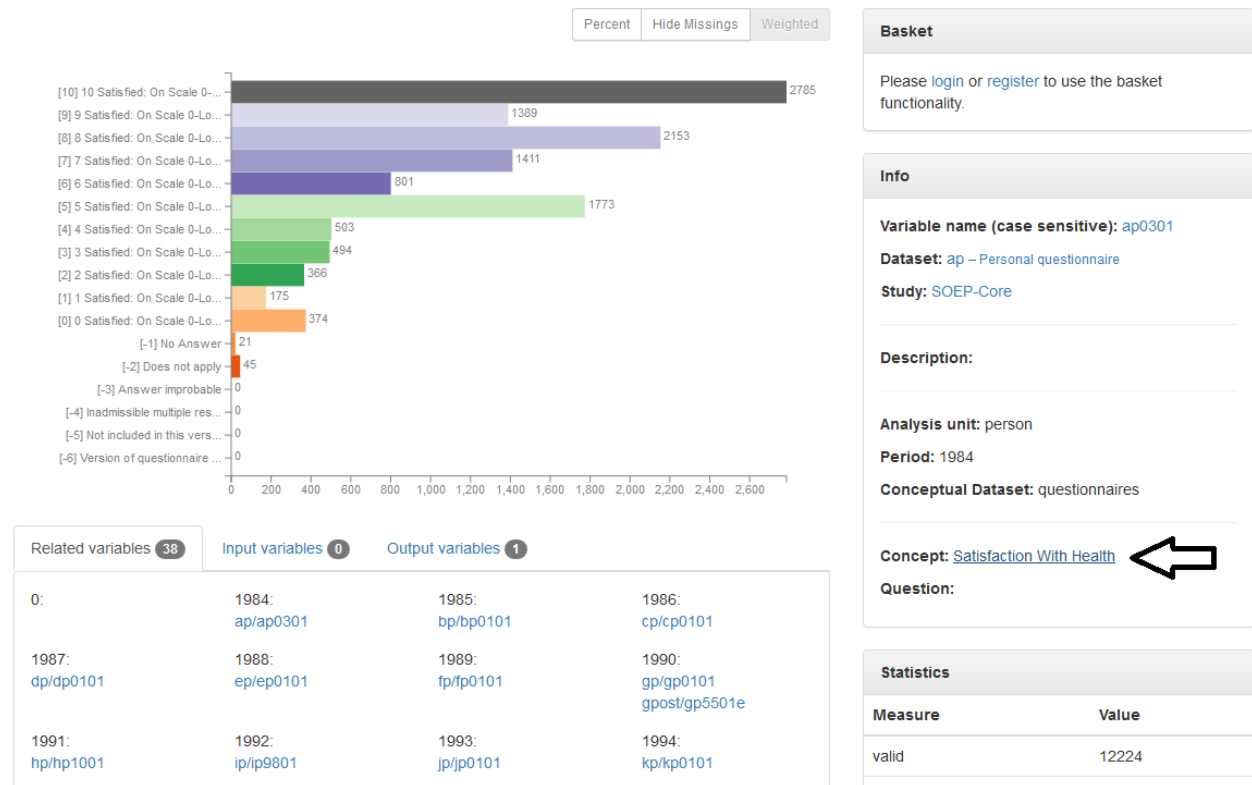 Percent Hide Missings Weighted
[10] 10 Satisfied: On Scale 0-... 2785
[9] 9 Satisfied: On Scale 0-Lo... 1389
[8] 8 Satisfied: On Scale 0-Lo... 2153
[7] 7 Satisfied: On Scale 0-Lo... 1411
[6] 6 Satisfied: On Scale 0-Lo... 801
[5] 5 Satisfied: On Scale 0-Lo... 1773
[4] 4 Satisfied: On Scale 0-Lo... 503
[3] 3 Satisfied: On Scale 0-Lo... 494
[2] 2 Satisfied: On Scale 0-Lo... 366
[1] 1 Satisfied: On Scale 0-Lo... 175
[0] 0 Satisfied: On Scale 0-Lo... 374
[-1] No Answer 21
[-2] Does not apply 45
[-3] Answer improbable 0
[-4] Inadmissible multiple res... 0
[-5] Not included in this vers... 0
[-6] Version of questionnaire ... 0
0 200 400 600 800 1,000 1,200 1,400 1,600 1,800 2,000 2,200 2,400 2,600
Related variables 38 Input variables 0 Output variables 1
0: 1984: 1985: 1986:
ap/ap0301 bp/bp0101 cp/cp0101
1987: 1988: 1989: 1990:
dp/dp0101 ep/ep0101 fp/fp0101 gp/gp0101
gpost/gp5501e
1991: 1992: 1993: 1994:
hp/hp1001 ip/ip9801 jp/jp0101 kp/kp0101
Basket
Please login or register to use the basket
functionality.
Info
Variable name (case sensitive): ap0301
Dataset: ap – Personal questionnaire
Study: SOEP-Core
Description:
Analysis unit: person
Period: 1984
Conceptual Dataset: questionnaires
Concept: Satisfaction With Health
Question:
Statistics
Measure Value
valid 12224